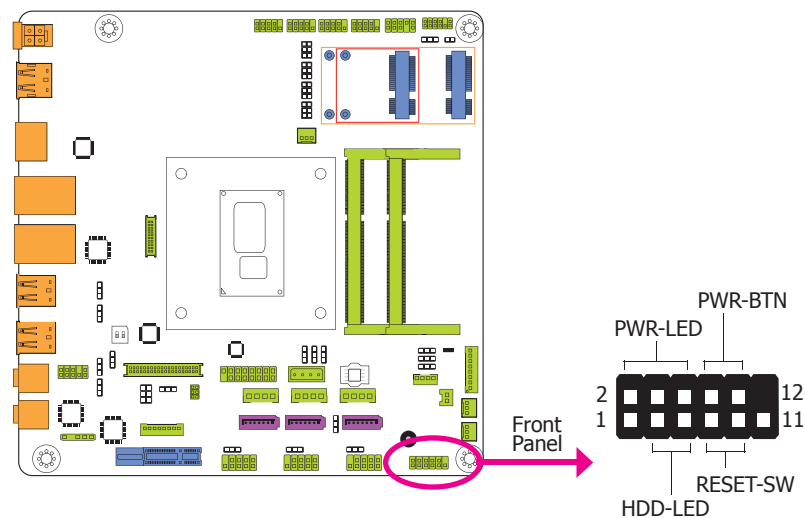 PWR-BTN
PWR-LED
2
12
1
11
Front
Panel
RESET-SW
HDD-LED